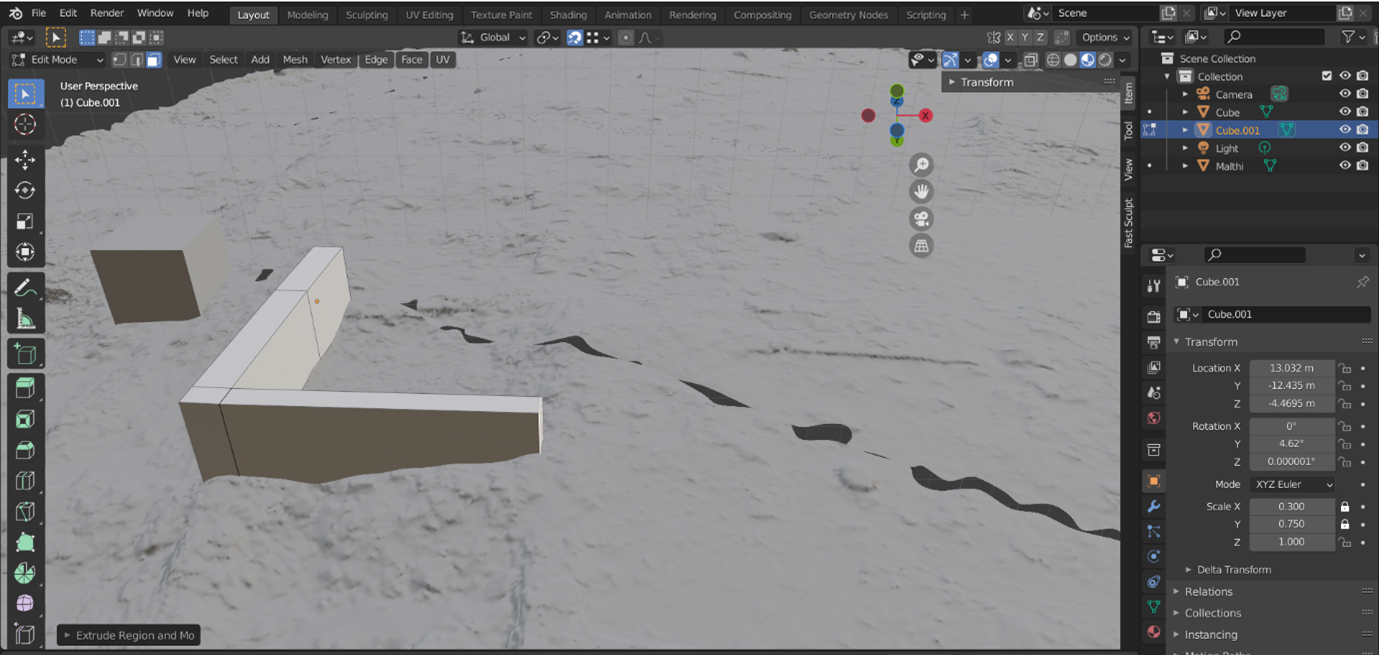 File Edit Render Window Help Layout Modeling Sculpting UV Editing Texture Paint Shading Animation Rendering Compositing Geometry Nodes Scripting + Scene View Layer
Global X Y Z Options
Edit Mode View Select Add Mesh Vertex Edge Face UV
User Perspective
(1) Cube.001
Transform
Z
X
Y
Item
Tool
View
Fast Sculpt
Extrude Region and Mo
Scene Collection
Collection
Camera
Cube
Cube.001
Light
Malthi
Cube.001
Cube.001
Transform
Location X 13.032 m
Y -12.435 m
Z -4.4695 m
Rotation X 0°
Y 4.62°
Z 0.000001°
Mode XYZ Euler
Scale X 0.300
Y 0.750
Z 1.000
Delta Transform
Relations
Collections
Instancing
Motion Paths